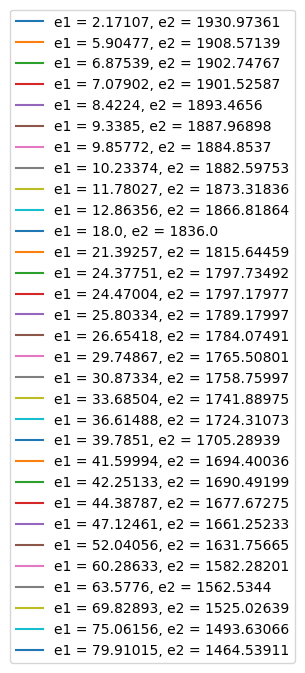 e1 = 2.17107, e2 = 1930.97361
e1 = 5.90477, e2 = 1908.57139
e1 = 6.87539, e2 = 1902.74767
e1 = 7.07902, e2 = 1901.52587
e1 = 8.4224, e2 = 1893.4656
e1 = 9.3385, e2 = 1887.96898
e1 = 9.85772, e2 = 1884.8537
e1 = 10.23374, e2 = 1882.59753
e1 = 11.78027, e2 = 1873.31836
e1 = 12.86356, e2 = 1866.81864
e1 = 18.0, e2 = 1836.0
e1 = 21.39257, e2 = 1815.64459
e1 = 24.37751, e2 = 1797.73492
e1 = 24.47004, e2 = 1797.17977
e1 = 25.80334, e2 = 1789.17997
e1 = 26.65418, e2 = 1784.07491
e1 = 29.74867, e2 = 1765.50801
e1 = 30.87334, e2 = 1758.75997
e1 = 33.68504, e2 = 1741.88975
e1 = 36.61488, e2 = 1724.31073
e1 = 39.7851, e2 = 1705.28939
e1 = 41.59994, e2 = 1694.40036
e1 = 42.25133, e2 = 1690.49199
e1 = 44.38787, e2 = 1677.67275
e1 = 47.12461, e2 = 1661.25233
e1 = 52.04056, e2 = 1631.75665
e1 = 60.28633, e2 = 1582.28201
e1 = 63.5776, e2 = 1562.5344
e1 = 69.82893, e2 = 1525.02639
e1 = 75.06156, e2 = 1493.63066
e1 = 79.91015, e2 = 1464.53911